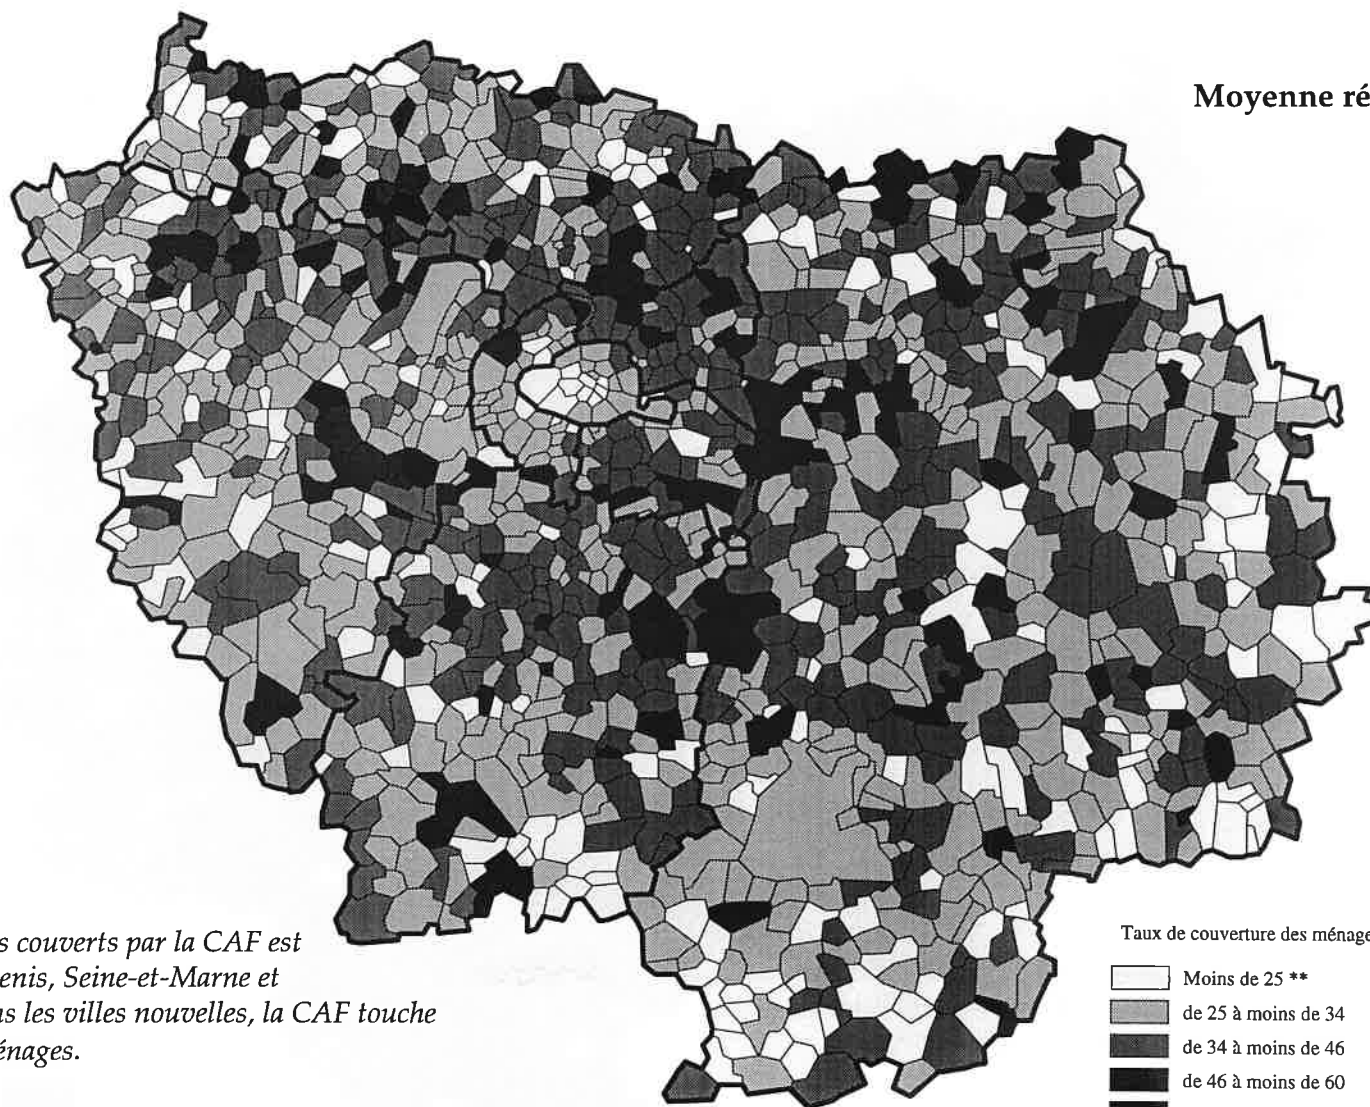 Moyenne ré
s couverts par la CAF est
enis, Seine-et-Marne et
s les villes nouvelles, la CAF touche
énages.
Taux de couverture des ménage
Moins de 25 **
de 25 à moins de 34
de 34 à moins de 46
de 46 à moins de 60